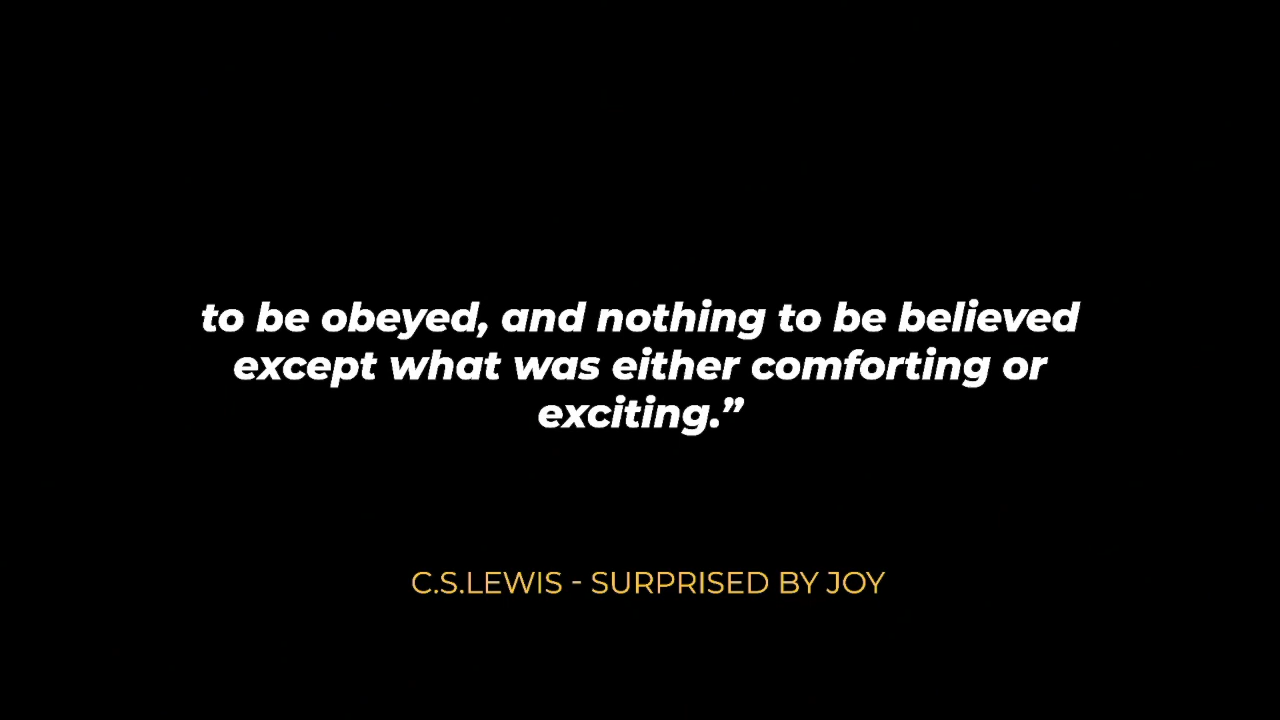 to be obeyed, and nothing to be believed
except what was either comforting or
exciting.”
C.S.LEWIS - SURPRISED BY JOY